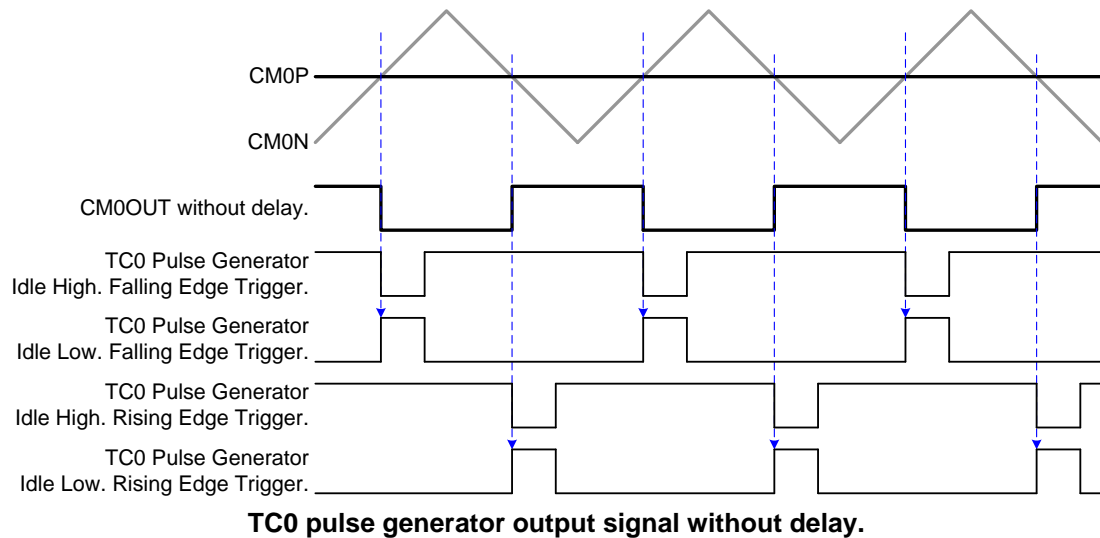 CM0P
CM0N
CM0OUT without delay.
TC0 Pulse Generator
Idle High. Falling Edge Trigger.
TC0 Pulse Generator
Idle Low. Falling Edge Trigger.
TC0 Pulse Generator
Idle High. Rising Edge Trigger.
TC0 Pulse Generator
Idle Low. Rising Edge Trigger.
TC0 pulse generator output signal without delay.